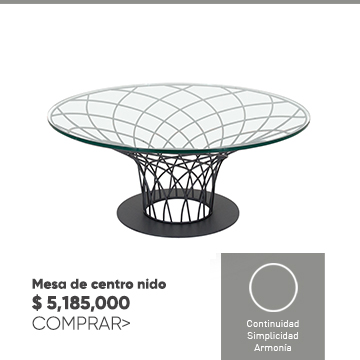 Mesa de centro nido
$ 5,185,000
COMPRAR>
Continuidad
Simplicidad
Armonía